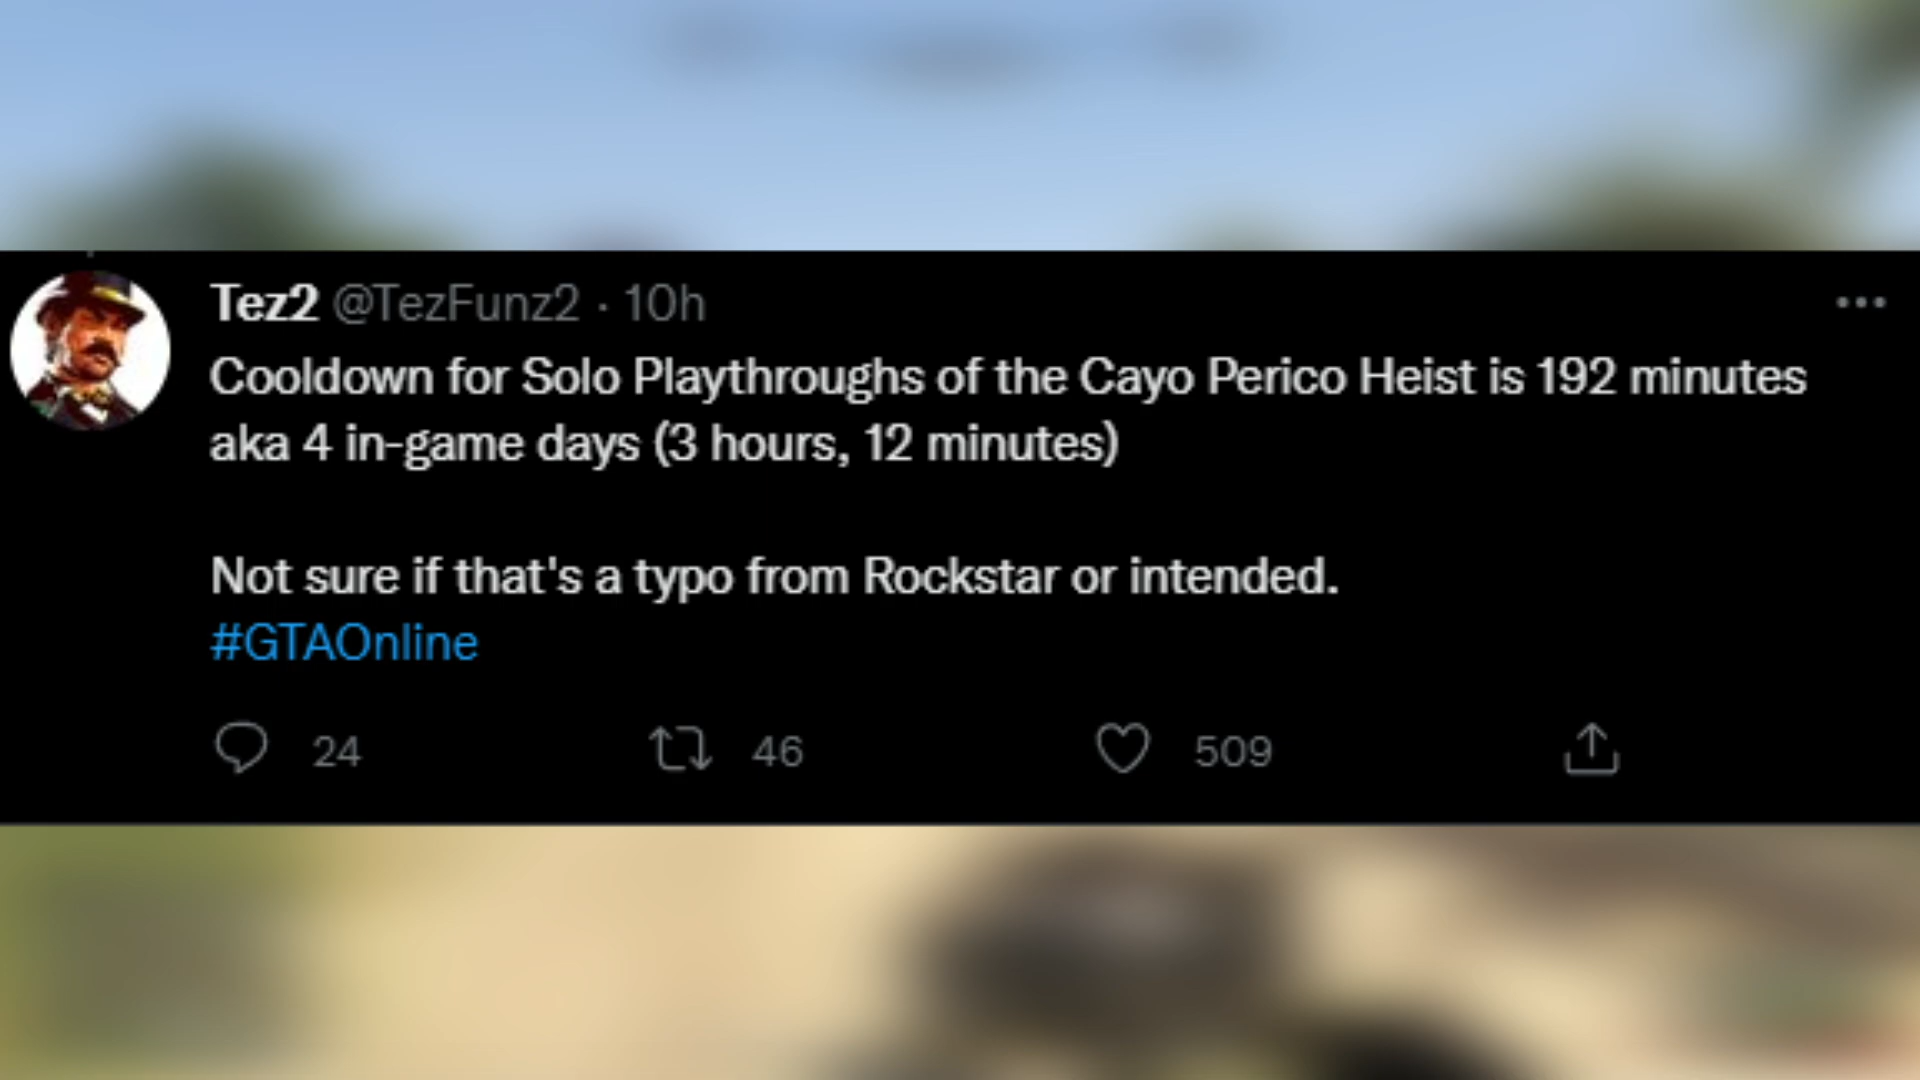 Tez2 @TezFunz2 · 10h
Cooldown for Solo Playthroughs of the Cayo Perico Heist is 192 minutes
aka 4 in-game days (3 hours, 12 minutes)
Not sure if that's a typo from Rockstar or intended.
#GTAOnline
24 46 509